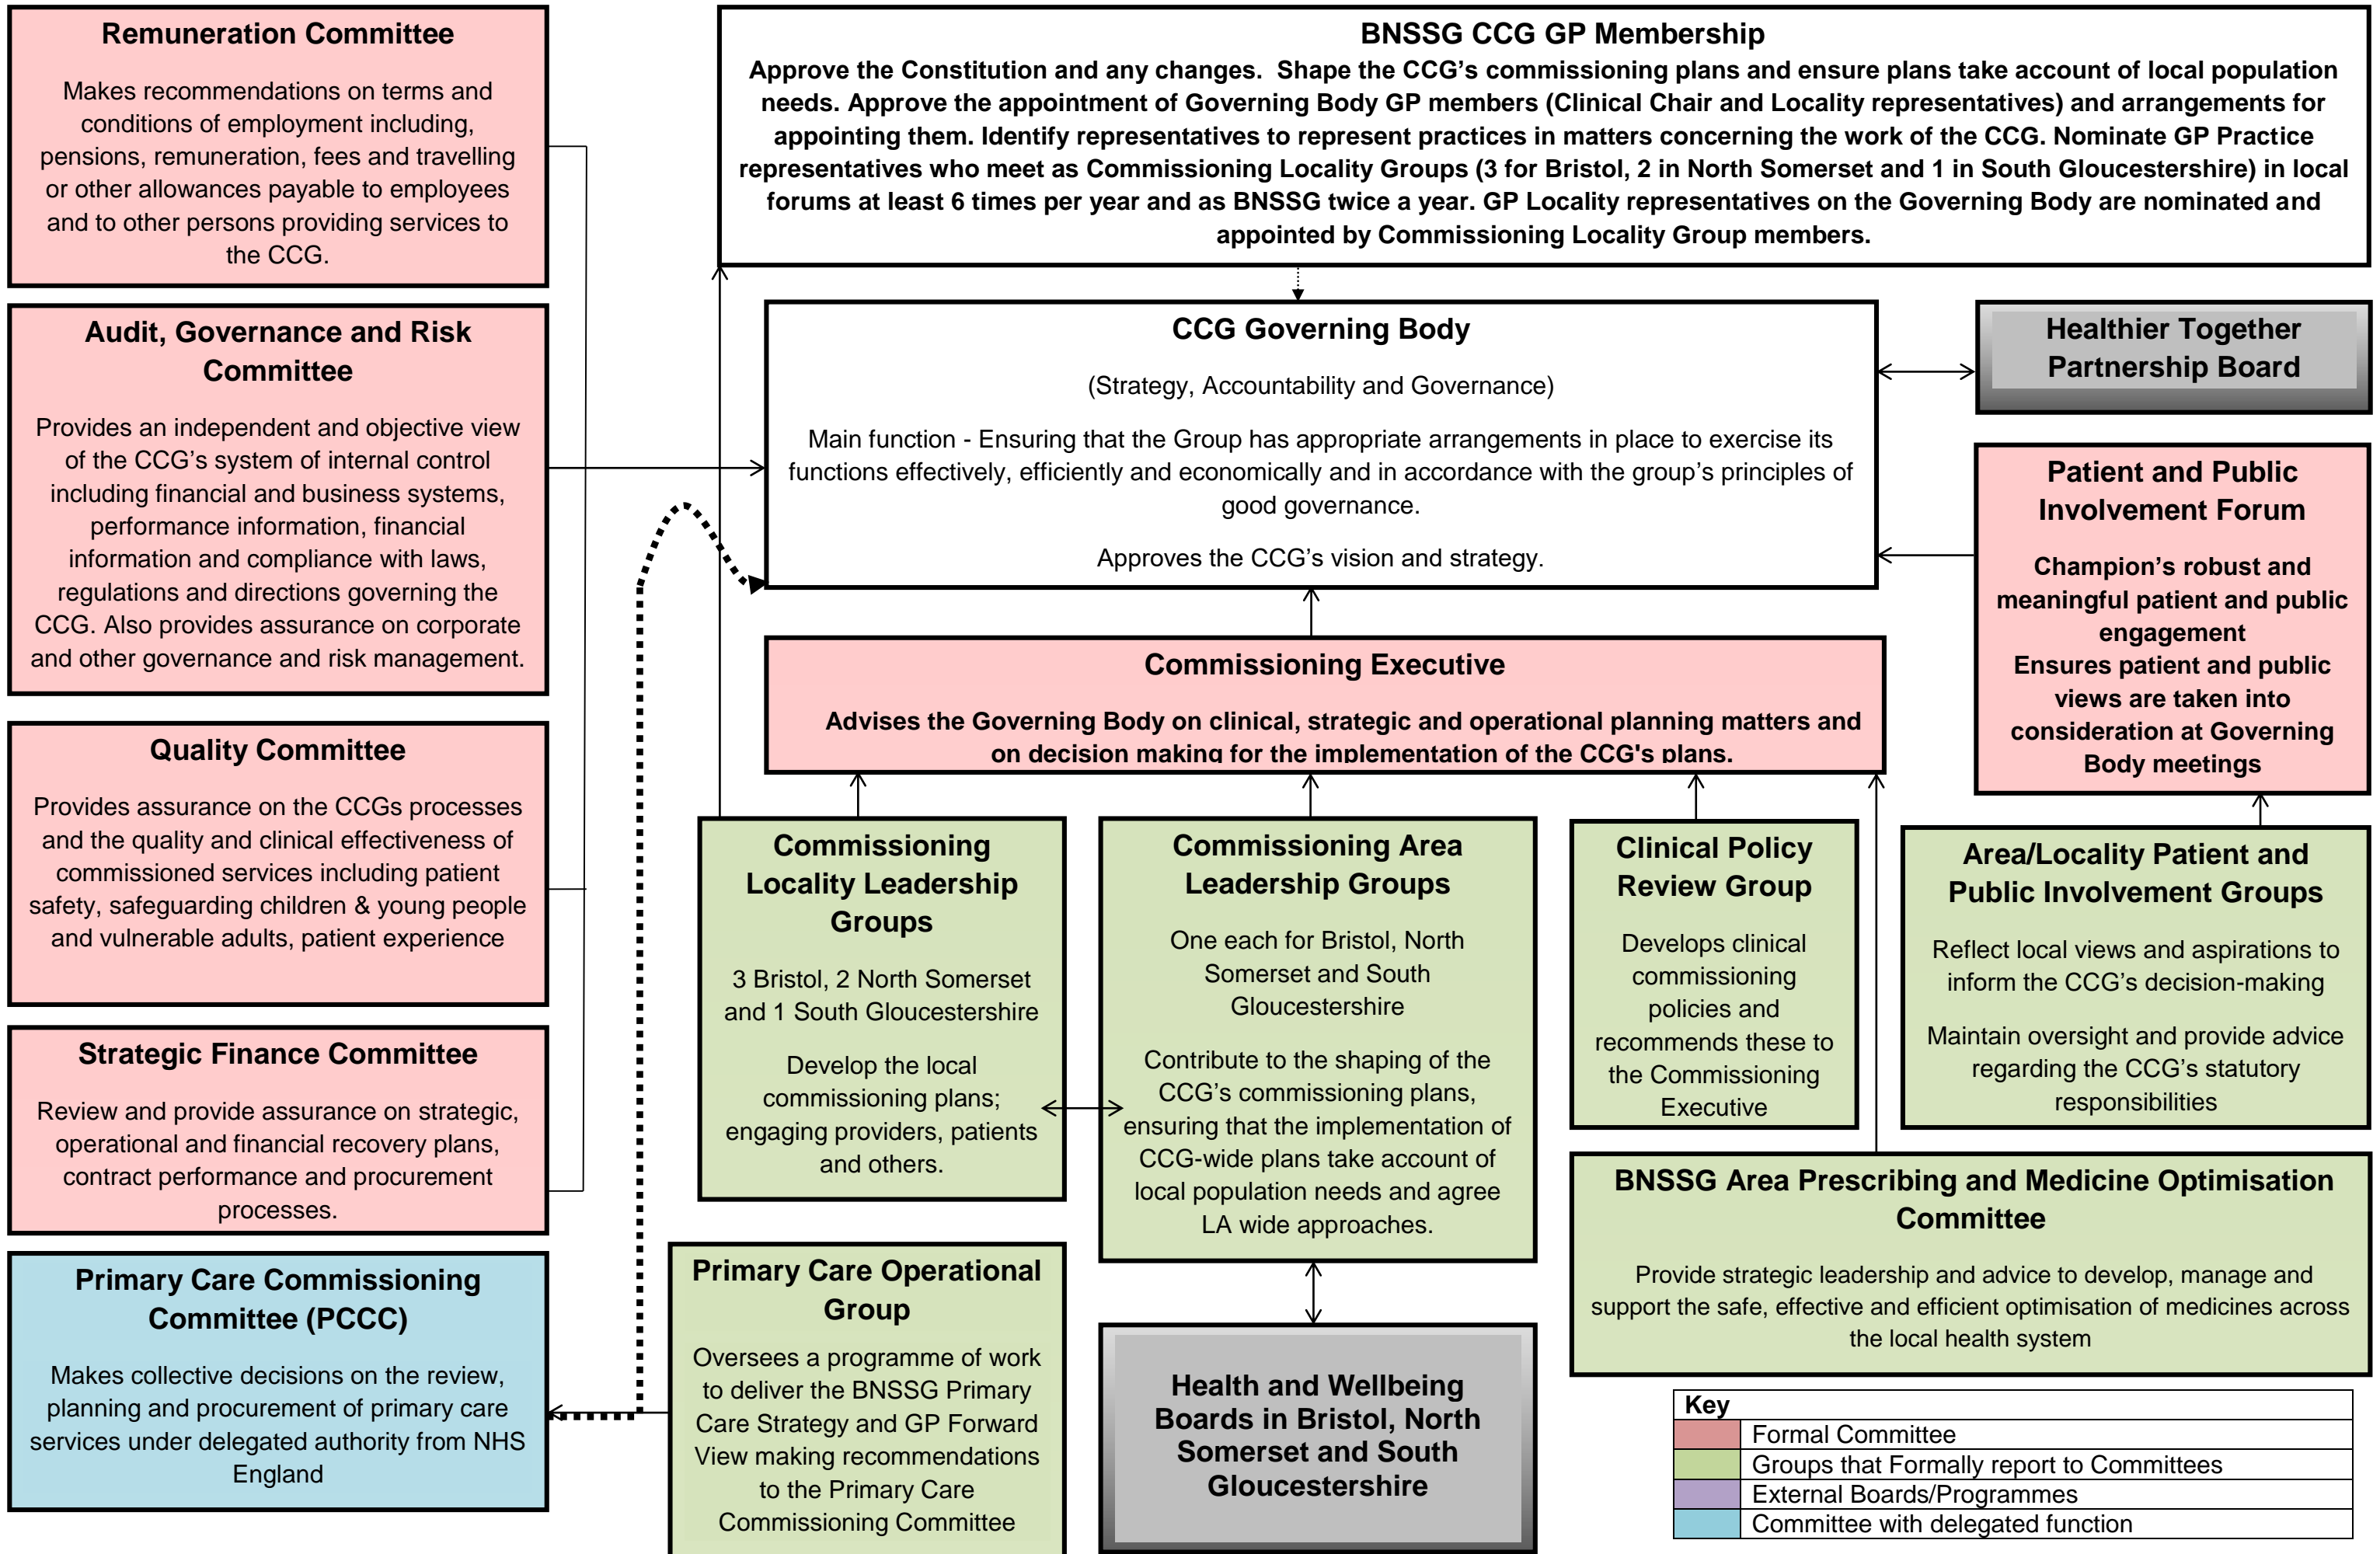 Remuneration Committee
Makes recommendations on terms and
conditions of employment including,
pensions, remuneration, fees and travelling
or other allowances payable to employees
and to other persons providing services to
the CCG.
Audit, Governance and Risk
Committee
Provides an independent and objective view
of the CCG’s system of internal control
including financial and business systems,
performance information, financial
information and compliance with laws,
regulations and directions governing the
CCG. Also provides assurance on corporate
and other governance and risk management.
Quality Committee
Provides assurance on the CCGs processes
and the quality and clinical effectiveness of
commissioned services including patient
safety, safeguarding children & young people
and vulnerable adults, patient experience
Strategic Finance Committee
Review and provide assurance on strategic,
operational and financial recovery plans,
contract performance and procurement
processes.
Primary Care Commissioning
Committee (PCCC)
Makes collective decisions on the review,
planning and procurement of primary care
services under delegated authority from NHS
England
BNSSG CCG GP Membership
Approve the Constitution and any changes.  Shape the CCG’s commissioning plans and ensure plans take account of local population
needs. Approve the appointment of Governing Body GP members (Clinical Chair and Locality representatives) and arrangements for
appointing them. Identify representatives to represent practices in matters concerning the work of the CCG. Nominate GP Practice
representatives who meet as Commissioning Locality Groups (3 for Bristol, 2 in North Somerset and 1 in South Gloucestershire) in local
forums at least 6 times per year and as BNSSG twice a year. GP Locality representatives on the Governing Body are nominated and
appointed by Commissioning Locality Group members.
CCG Governing Body
(Strategy, Accountability and Governance)
Main function - Ensuring that the Group has appropriate arrangements in place to exercise its
functions effectively, efficiently and economically and in accordance with the group’s principles of
good governance.
Approves the CCG’s vision and strategy.
Healthier Together
Partnership Board
Patient and Public
Involvement Forum
Champion’s robust and
meaningful patient and public
engagement
Ensures patient and public
views are taken into
consideration at Governing
Body meetings
Commissioning Executive
Advises the Governing Body on clinical, strategic and operational planning matters and
on decision making for the implementation of the CCG's plans.
Commissioning
Locality Leadership
Groups
3 Bristol, 2 North Somerset
and 1 South Gloucestershire
Develop the local
commissioning plans;
engaging providers, patients
and others.
Commissioning Area
Leadership Groups
One each for Bristol, North
Somerset and South
Gloucestershire
Contribute to the shaping of the
CCG’s commissioning plans,
ensuring that the implementation of
CCG-wide plans take account of
local population needs and agree
LA wide approaches.
Clinical Policy
Review Group
Develops clinical
commissioning
policies and
recommends these to
the Commissioning
Executive
Area/Locality Patient and
Public Involvement Groups
Reflect local views and aspirations to
inform the CCG’s decision-making
Maintain oversight and provide advice
regarding the CCG’s statutory
responsibilities
BNSSG Area Prescribing and Medicine Optimisation
Committee
Provide strategic leadership and advice to develop, manage and
support the safe, effective and efficient optimisation of medicines across
the local health system
Primary Care Operational
Group
Oversees a programme of work
to deliver the BNSSG Primary
Care Strategy and GP Forward
View making recommendations
to the Primary Care
Commissioning Committee
Health and Wellbeing
Boards in Bristol, North
Somerset and South
Gloucestershire
Key
Formal Committee
Groups that Formally report to Committees
External Boards/Programmes
Committee with delegated function